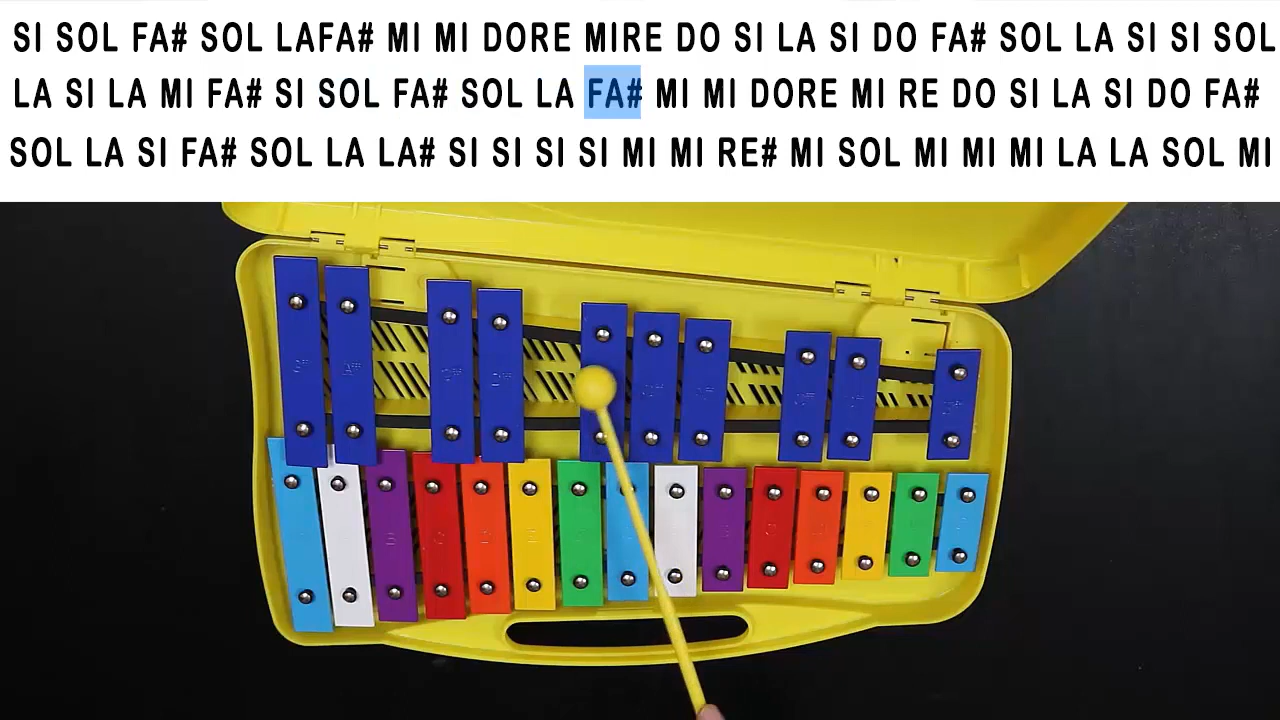 SI SOL FA# SOL LAFA# MI MI DORE MIRE DO SI LA SI DO FA# SOL LA SI SI SOL
LA SI LA MI FA# SI SOL FA# SOL LA FA# MI MI DORE MI RE DO SI LA SI DO FA#
SOL LA SI FA# SOL LA LA# SI SI SI SI MI MI RE# MI SOL MI MI MI LA LA SOL MI